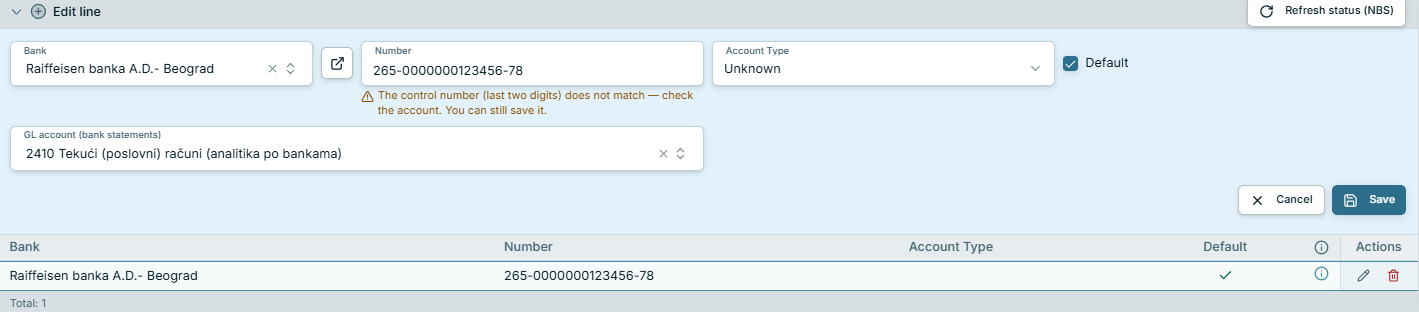 Edit line
Refresh status (NBS)
Bank
Raiffeisen banka A.D.- Beograd
Number
265-0000000123456-78
Account Type
Unknown
Default
The control number (last two digits) does not match — check
the account. You can still save it.
GL account (bank statements)
2410 Tekući (poslovni) računi (analitika po bankama)
Cancel
Save
Bank Number Account Type Default Actions
Raiffeisen banka A.D.- Beograd 265-0000000123456-78
Total: 1